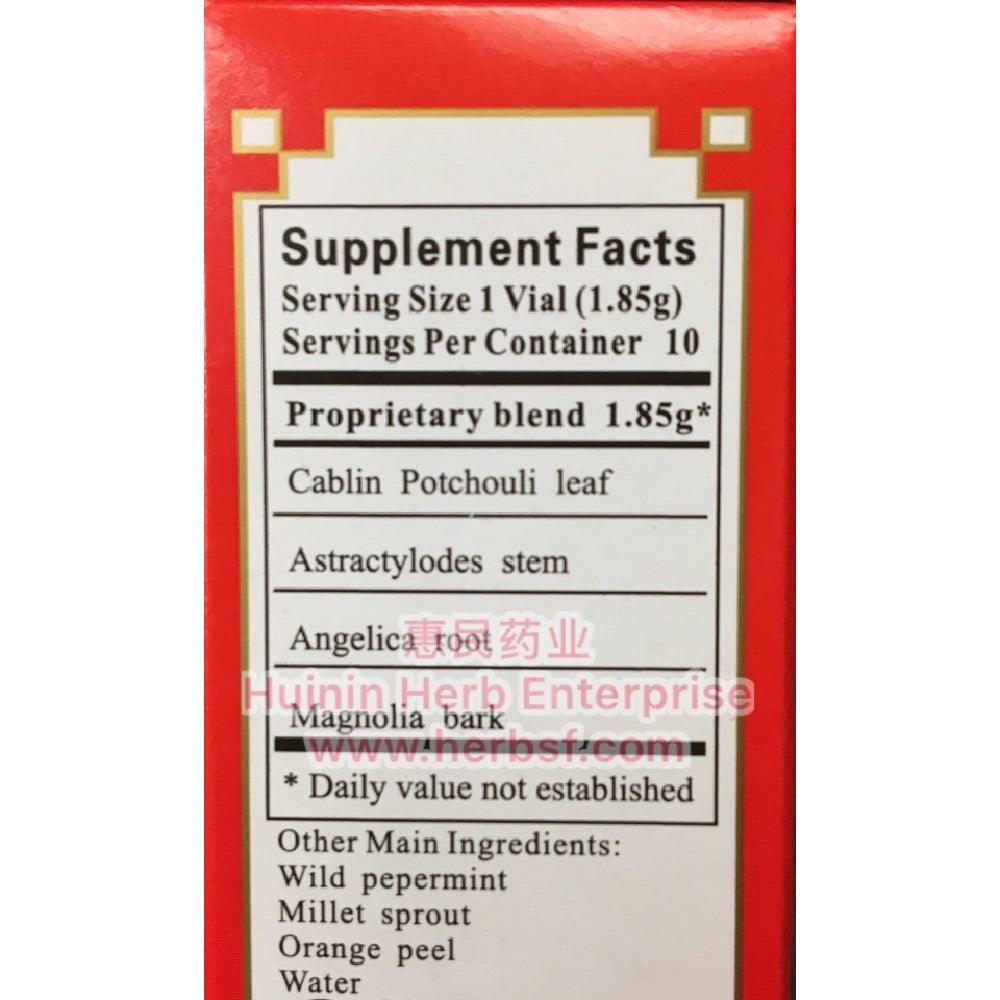 Supplement Facts
Serving Size 1 Vial (1.85g)
Servings Per Container 10
Proprietary blend 1.85g*
Cablin Potchouli leaf
Astractylodes stem
Angelica root
惠民药业
Huinin Herb Enterprise
Magnolia bark
www.herbsf.com
* Daily value not established
Other Main Ingredients:
Wild pepermint
Millet sprout
Orange peel
Water